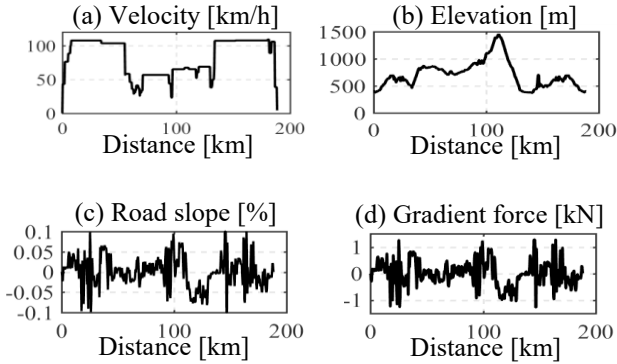 (a) Velocity [km/h]
100
50
0
0 100 200
Distance [km]
(b) Elevation [m]
1500
1000
500
0
0 100 200
Distance [km]
(c) Road slope [%]
0.1
0.05
0
-0.05
-0.1
0 100 200
Distance [km]
(d) Gradient force [kN]
1
0
-1
0 100 200
Distance [km]